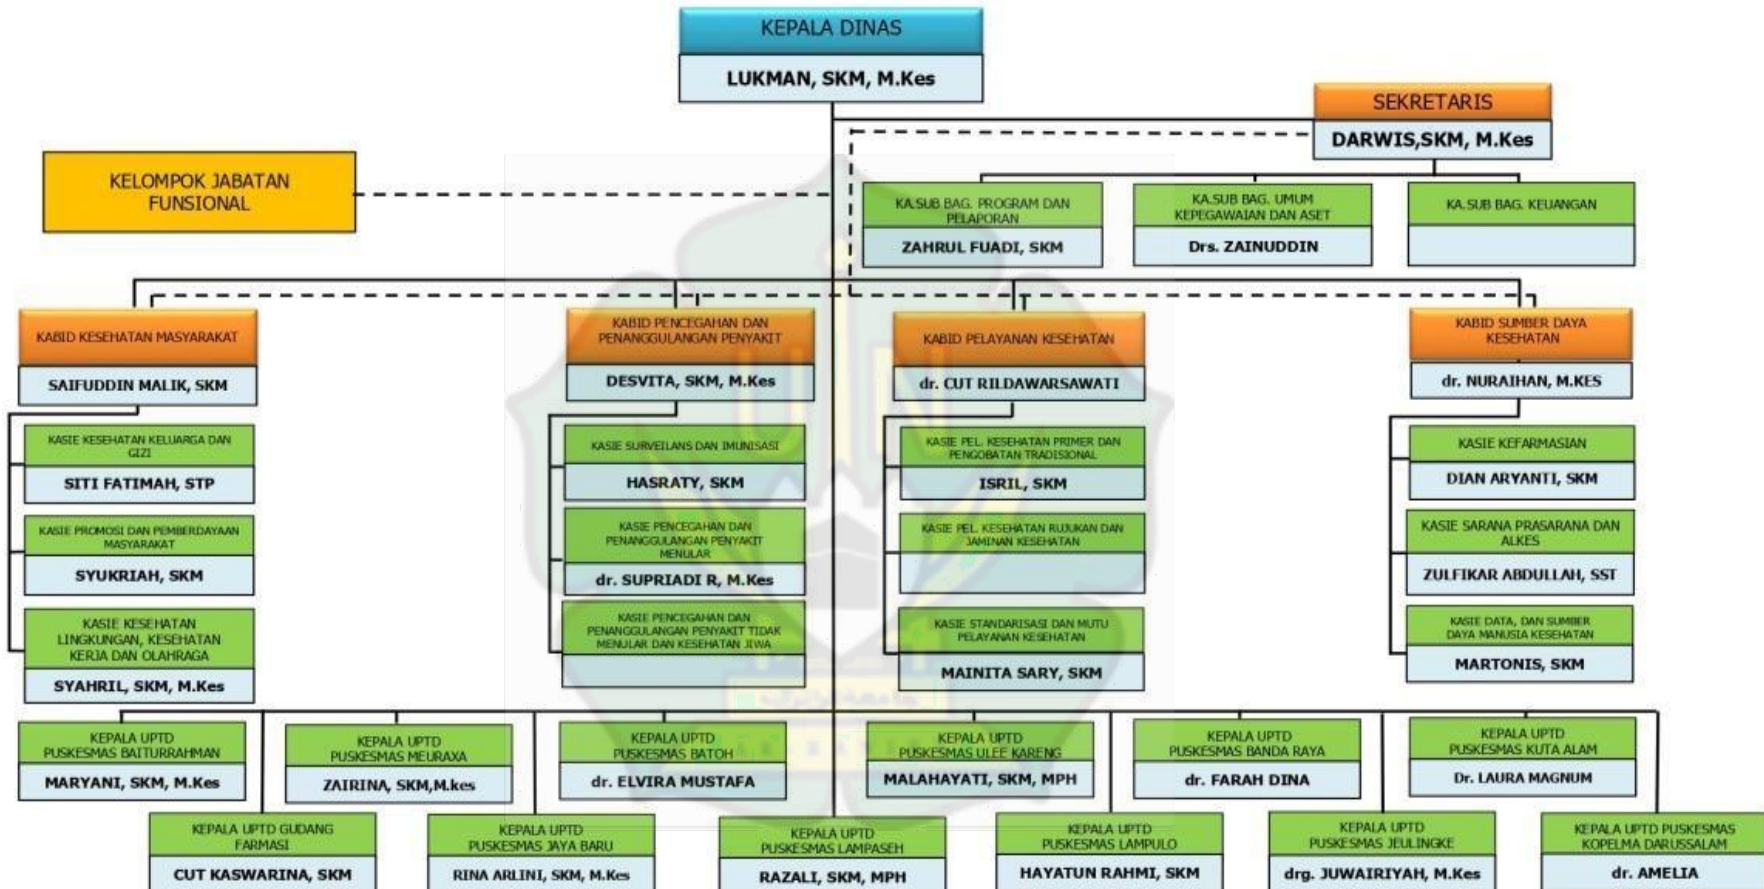 KEPALA DINAS
LUKMAN, SKM, M.Kes
SEKRETARIS
DARWIS,SKM, M.Kes
KELOMPOK JABATAN
FUNSIONAL
KA.SUB BAG. PROGRAM DAN
PELAPORAN
ZAHRUL FUADI, SKM
KA.SUB BAG. UMUM
KEPEGAWAIAN DAN ASET
Drs. ZAINUDDIN
KA.SUB BAG. KEUANGAN
KABID KESEHATAN MASYARAKAT
SAIFUDDIN MALIK, SKM
KASIE KESEHATAN KELUARGA DAN
GIZI
SITI FATIMAH, STP
KASIE PROMOSI DAN PEMBERDAYAAN
MASYARAKAT
SYUKRIAH, SKM
KASIE KESEHATAN
LINGKUNGAN, KESEHATAN
KERJA DAN OLAHRAGA
SYAHRIL, SKM, M.Kes
KABID PENCEGAHAN DAN
PENANGGULANGAN PENYAKIT
DESVITA, SKM, M.Kes
KASIE SURVEILANS DAN IMUNISASI
HASRATY, SKM
KASIE PENCEGAHAN DAN
PENANGGULANGAN PENYAKIT
MENULAR
dr. SUPRIADI R, M.Kes
KASIE PENCEGAHAN DAN
PENANGGULANGAN PENYAKIT TIDAK
MENULAR DAN KESEHATAN JIWA
KABID PELAYANAN KESEHATAN
dr. CUT RILDAWARSAWATI
KASIE PEL. KESEHATAN PRIMER DAN
PENGOBATAN TRADISIONAL
ISRIL, SKM
KASIE PEL. KESEHATAN RUJUKAN DAN
JAMINAN KESEHATAN
KASIE STANDARISASI DAN MUTU
PELAYANAN KESEHATAN
MAINITA SARY, SKM
KABID SUMBER DAYA
KESEHATAN
dr. NURAIHAN, M.KES
KASIE KEFARMASIAN
DIAN ARYANTI, SKM
KASIE SARANA PRASARANA DAN
ALKES
ZULFIKAR ABDULLAH, SST
KASIE DATA, DAN SUMBER
DAYA MANUSIA KESEHATAN
MARTONIS, SKM
KEPALA UPTD
PUSKESMAS BAITURRAHMAN
MARYANI, SKM, M.Kes
KEPALA UPTD
PUSKESMAS MEURAXA
ZAIRINA, SKM,M.kes
KEPALA UPTD
PUSKESMAS BATOH
dr. ELVIRA MUSTAFA
KEPALA UPTD
PUSKESMAS ULEE KARENG
MALAHAYATI, SKM, MPH
KEPALA UPTD
PUSKESMAS BANDA RAYA
dr. FARAH DINA
KEPALA UPTD
PUSKESMAS KUTA ALAM
Dr. LAURA MAGNUM
KEPALA UPTD GUDANG
FARMASI
CUT KASWARINA, SKM
KEPALA UPTD
PUSKESMAS JAYA BARU
RINA ARLINI, SKM, M.Kes
KEPALA UPTD
PUSKESMAS LAMPASEH
RAZALI, SKM, MPH
KEPALA UPTD
PUSKESMAS LAMPULO
HAYATUN RAHMI, SKM
KEPALA UPTD
PUSKESMAS JEULINGKE
drg. JUWAIRIYAH, M.Kes
KEPALA UPTD PUSKESMAS
KOPELMA DARUSSALAM
dr. AMELIA